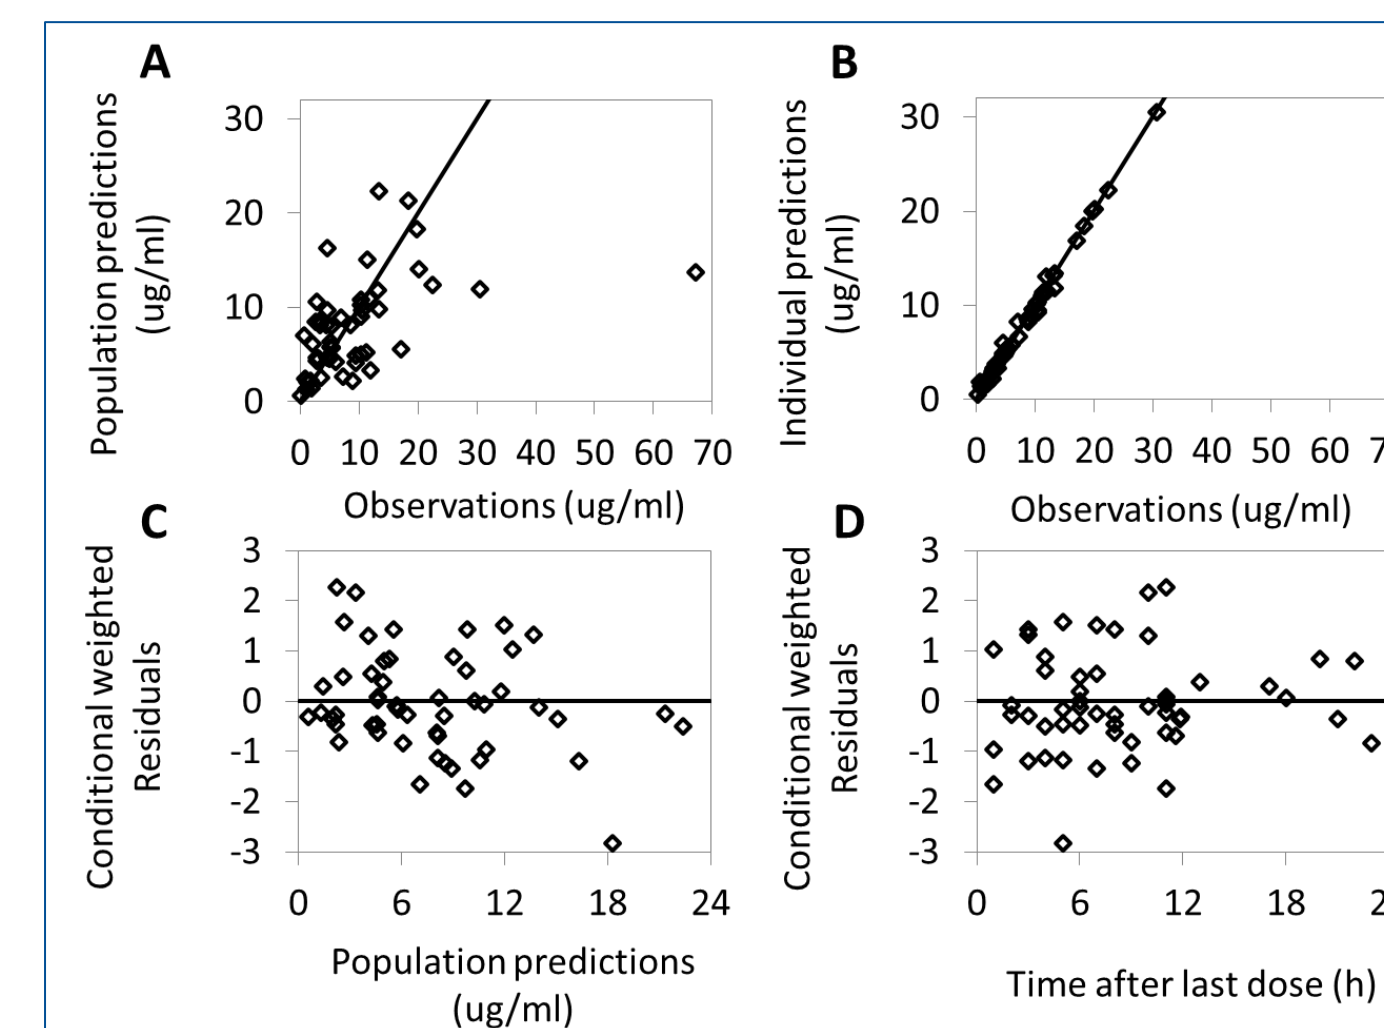 A
Population predictions
(ug/ml)
30
20
10
0
0 10 20 30 40 50 60 70
Observations (ug/ml)
B
Individual predictions
(ug/ml)
30
20
10
0
0 10 20 30 40 50 60 7
Observations (ug/ml)
C
Conditional weighted
Residuals
3
2
1
0
-1
-2
-3
0 6 12 18 24
Population predictions
(ug/ml)
D
Conditional weighted
Residuals
3
2
1
0
-1
-2
-3
0 6 12 18 2
Time after last dose (h)